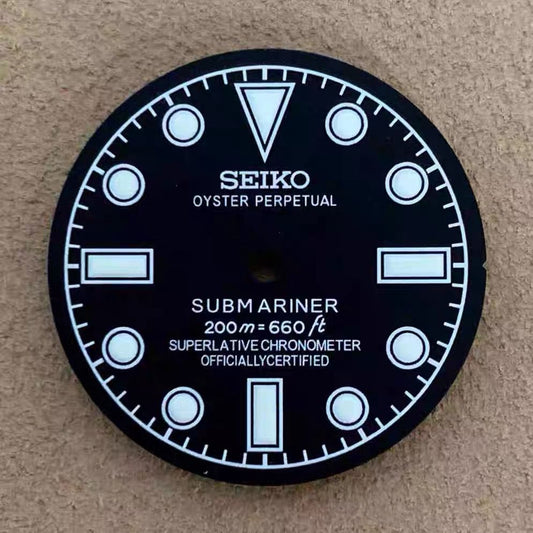 SEIKO
OYSTER PERPETUAL
SUBMARINER
200m=660ft
SUPERLATIVE CHRONOMETER
OFFICIALLYCERTIFIED